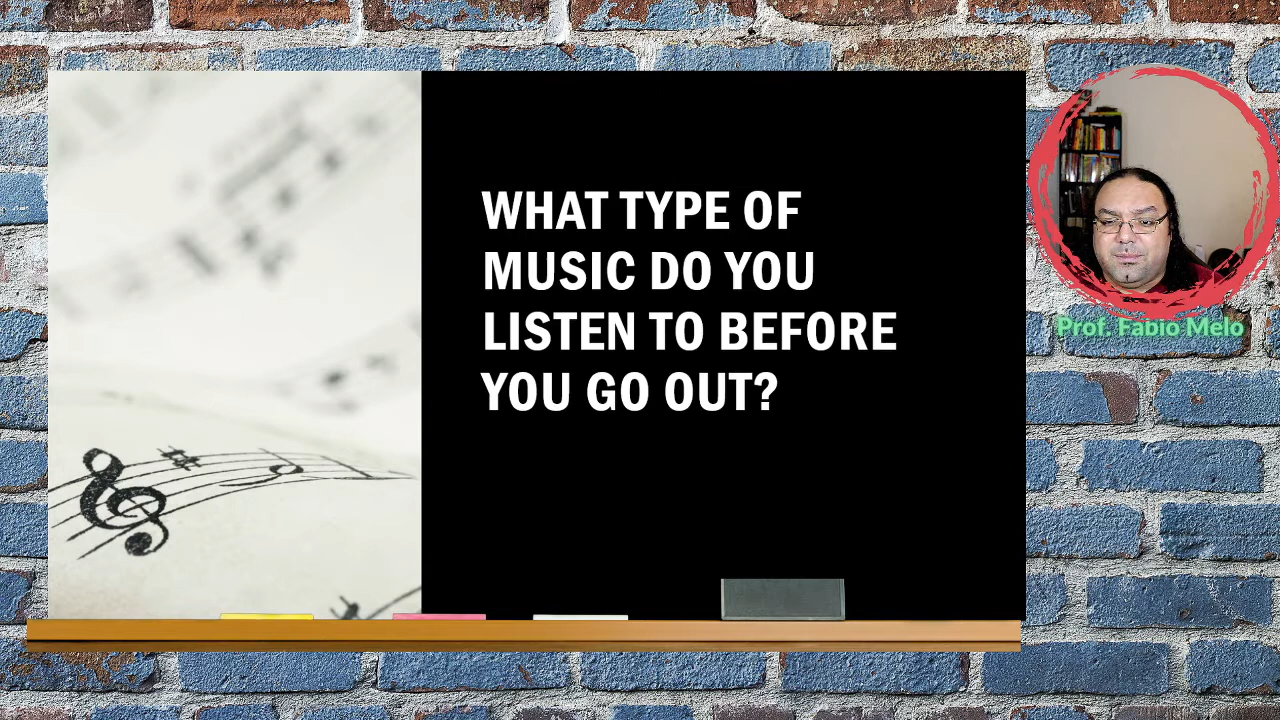 WHAT TYPE OF
MUSIC DO YOU
LISTEN TO BEFORE
YOU GO OUT?
Prof. Fabio Melo